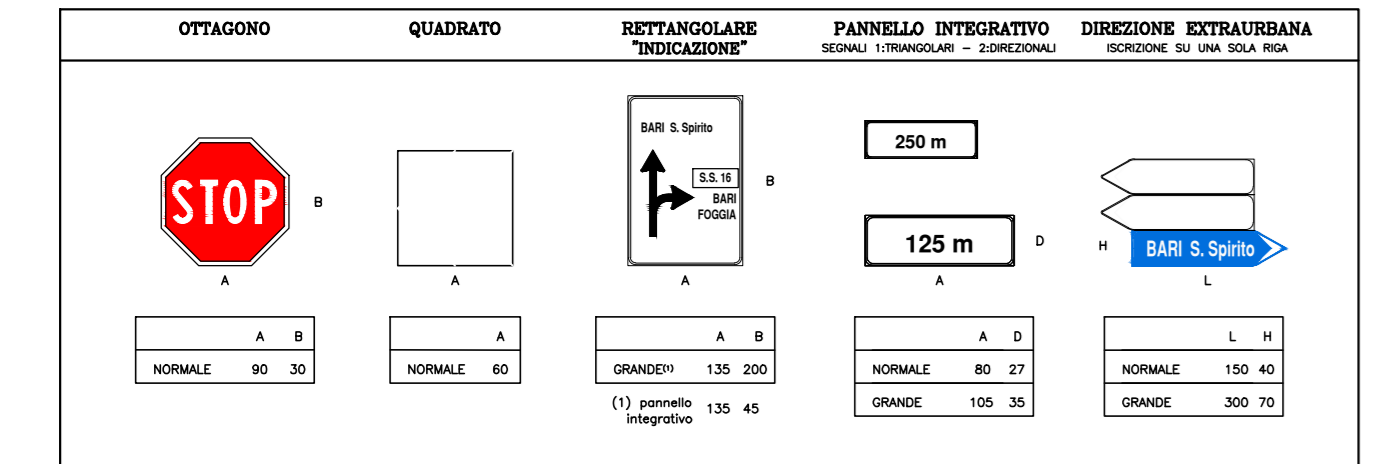 OTTAGONO
QUADRATO
RETTANGOLARE
"INDICAZIONE"
PANNELLO INTEGRATIVO
SEGNALI 1:TRIANGOLARI – 2:DIREZIONALI
DIREZIONE EXTRAURBANA
ISCRIZIONE SU UNA SOLA RIGA
STOP
B
A
A
BARI S. Spirito
S.S. 16
BARI
FOGGIA
B
A
250 m
125 m
D
A
BARI S. Spirito
H
L
A B
NORMALE 90 30
A
NORMALE 60
A B
GRANDE(1) 135 200
(1) pannello
integrativo
135 45
A D
NORMALE 80 27
GRANDE 105 35
L H
NORMALE 150 40
GRANDE 300 70